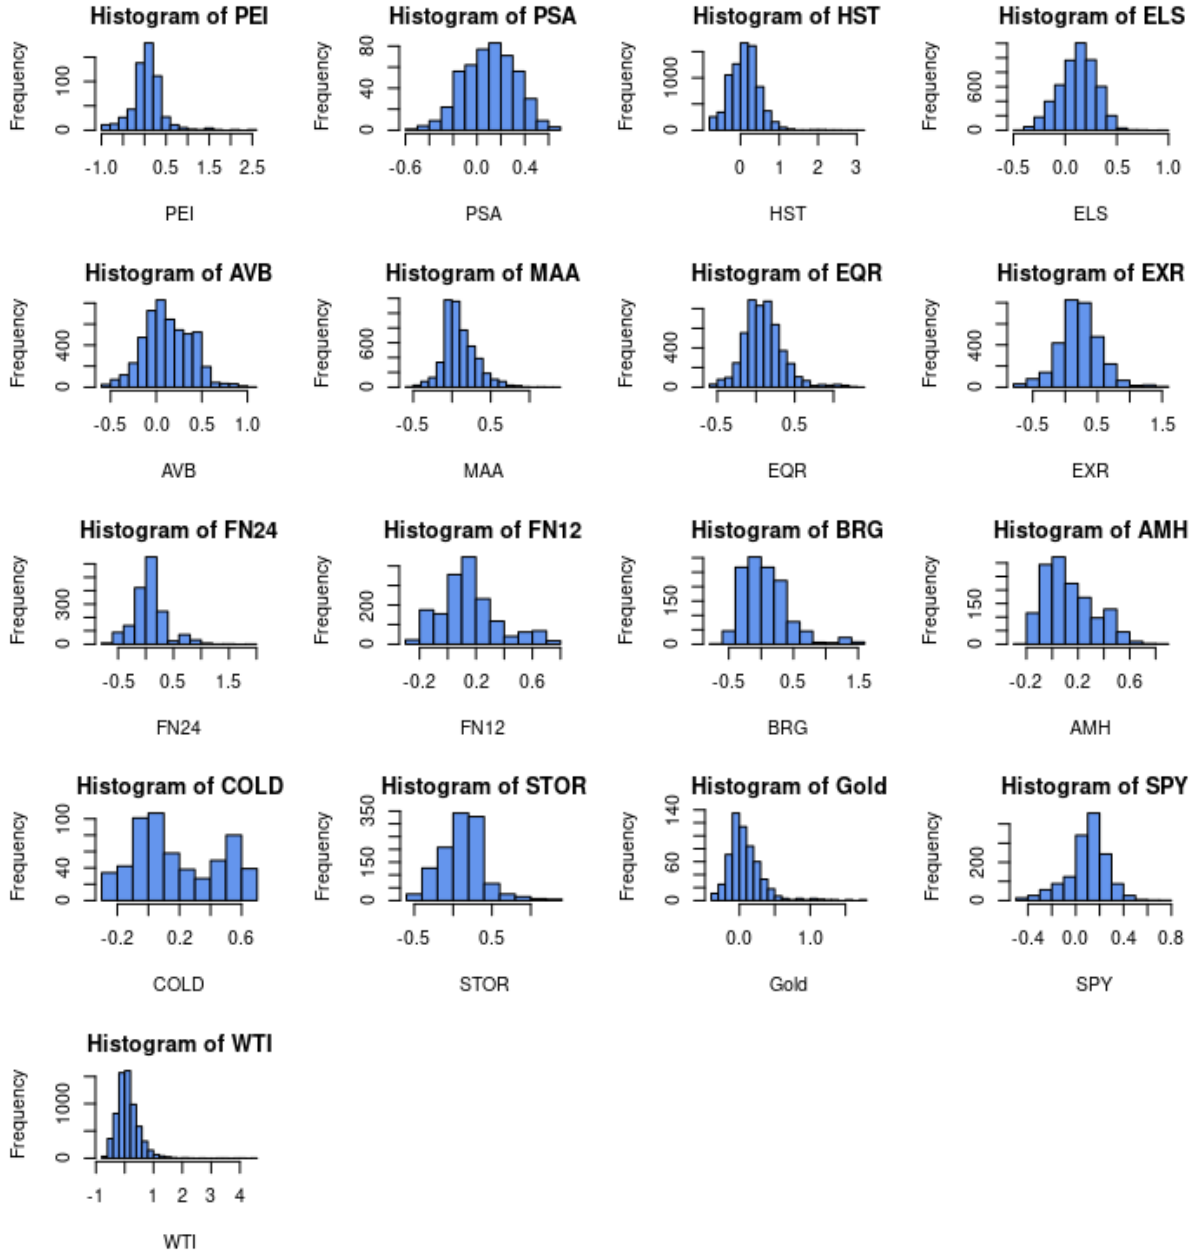 Histogram of PEI
Frequency
0 100
-1.0 0.5 1.5 2.5
PEI
Histogram of PSA
Frequency
0 40 80
-0.6 0.0 0.4
PSA
Histogram of HST
Frequency
0 1000
0 1 2 3
HST
Histogram of ELS
Frequency
0 600
-0.5 0.0 0.5 1.0
ELS
Histogram of AVB
Frequency
0 400
-0.5 0.0 0.5 1.0
AVB
Histogram of MAA
Frequency
0 600
-0.5 0.5
MAA
Histogram of EQR
Frequency
0 400
-0.5 0.5
EQR
Histogram of EXR
Frequency
0 400
-0.5 0.5 1.5
EXR
Histogram of FN24
Frequency
0 300
-0.5 0.5 1.5
FN24
Histogram of FN12
Frequency
0 200
-0.2 0.2 0.6
FN12
Histogram of BRG
Frequency
0 150
-0.5 0.5 1.5
BRG
Histogram of AMH
Frequency
0 150
-0.2 0.2 0.6
AMH
Histogram of COLD
Frequency
0 40 100
-0.2 0.2 0.6
COLD
Histogram of STOR
Frequency
0 150 350
-0.5 0.5
STOR
Histogram of Gold
Frequency
0 60 140
0.0 1.0
Gold
Histogram of SPY
Frequency
0 200
-0.4 0.0 0.4 0.8
SPY
Histogram of WTI
Frequency
0 1000
-1 1 2 3 4
WTI